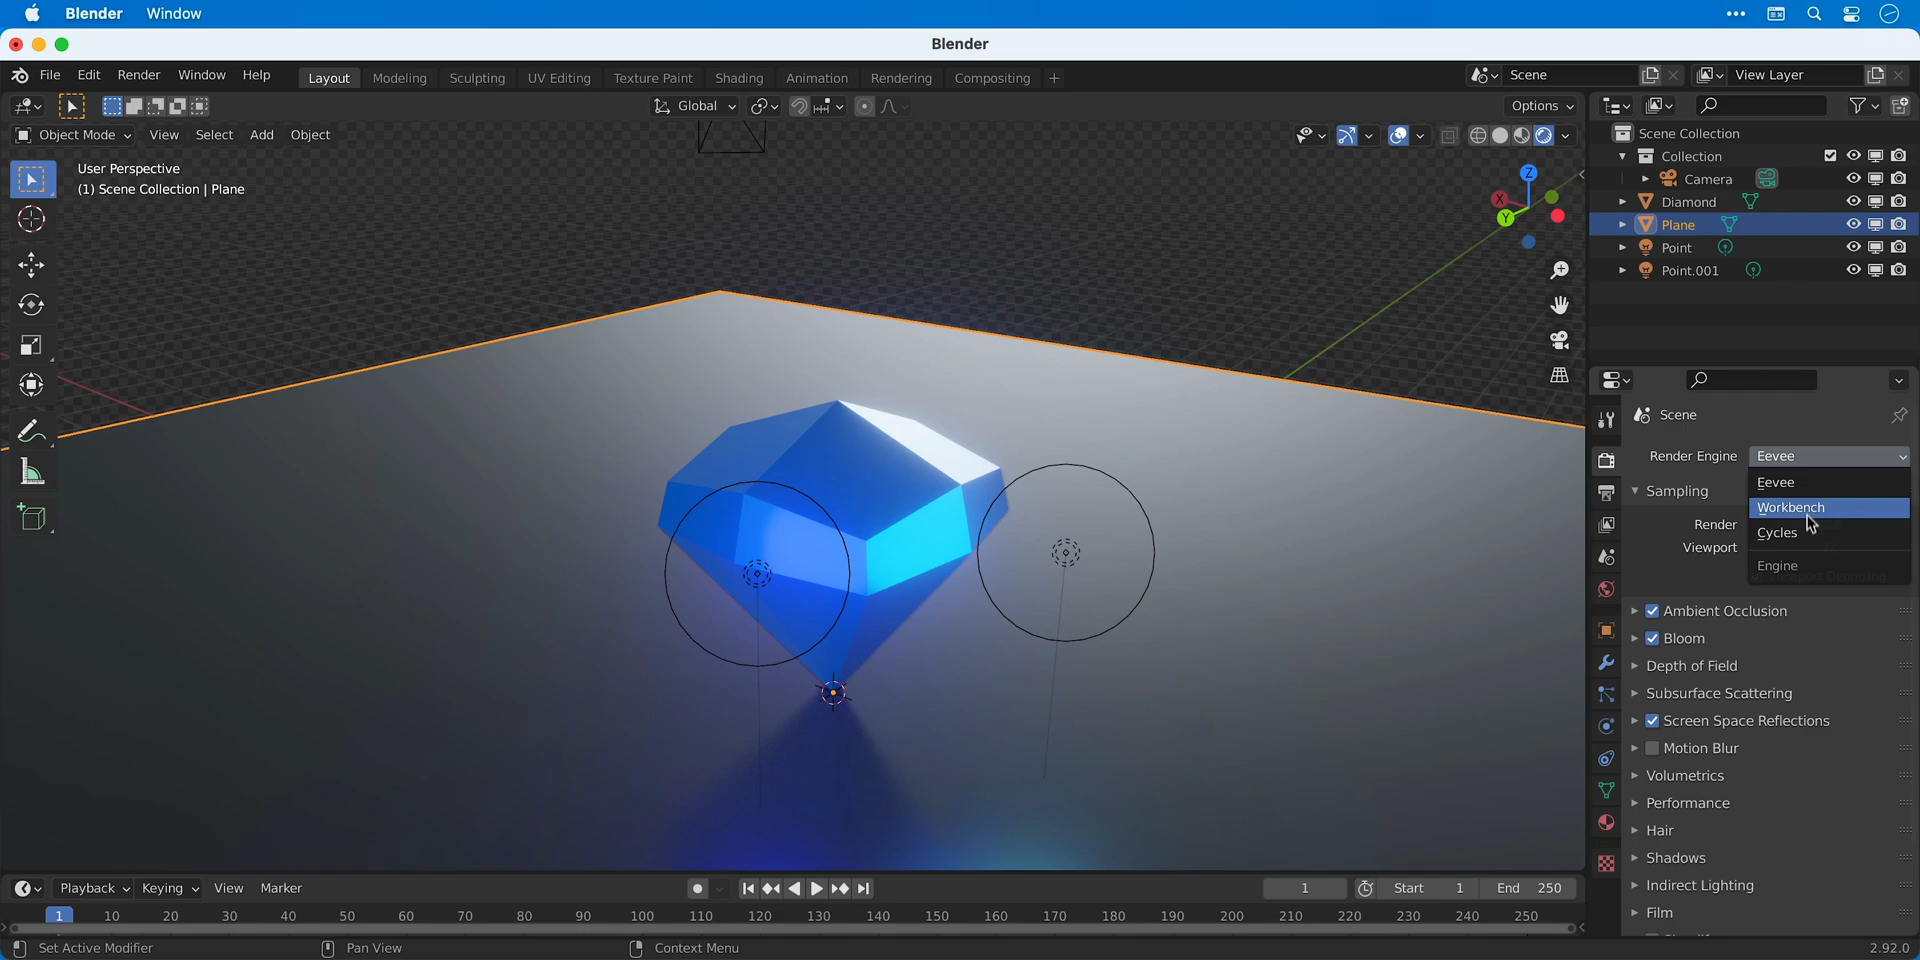 Blender Window
Blender
File Edit Render Window Help Layout Modeling Sculpting UV Editing Texture Paint Shading Animation Rendering Compositing + Scene View Layer
Global Options
Object Mode View Select Add Object
User Perspective
(1) Scene Collection | Plane
Z
X
Y
Scene Collection
Collection
Camera
Diamond
Plane
Point
Point.001
Scene
Render Engine Eevee
Eevee
Sampling
Workbench
Render
Cycles
Viewport
Engine
Ambient Occlusion
Bloom
Depth of Field
Subsurface Scattering
Screen Space Reflections
Motion Blur
Volumetrics
Performance
Hair
Shadows
Indirect Lighting
Film
Playback Keying View Marker 1 Start 1 End 250
1 10 20 30 40 50 60 70 80 90 100 110 120 130 140 150 160 170 180 190 200 210 220 230 240 250
Set Active Modifier Pan View Context Menu 2.92.0